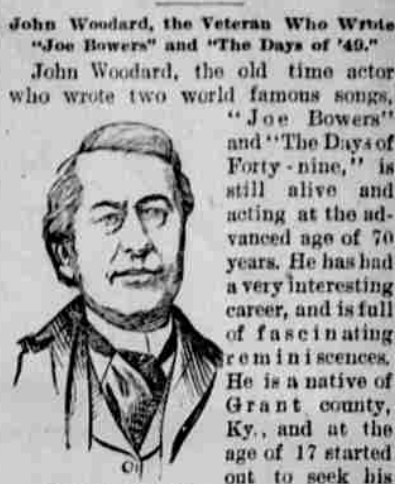 John Woodard, the Veteran Who Wrote
"Joe Bowers" and "The Days of '49."
John Woodard, the old time actor
who wrote two world famous songs,
"Joe Bowers"
and "The Days of
Forty-nine," is
still alive and
acting at the ad-
vanced age of 70
years. He has had
a very interesting
career, and is full
of fascinating
reminiscences.
He is a native of
Grant county,
Ky., and at the
age of 17 started
out to seek his